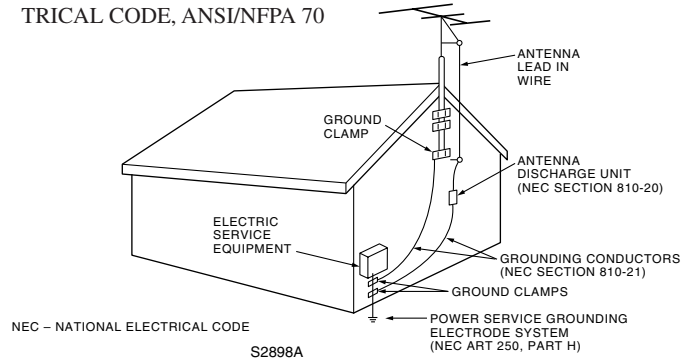 TRICAL CODE, ANSI/NFPA 70
ANTENNA
LEAD IN
WIRE
GROUND
CLAMP
ANTENNA
DISCHARGE UNIT
(NEC SECTION 810-20)
ELECTRIC
SERVICE
EQUIPMENT
GROUNDING CONDUCTORS
(NEC SECTION 810-21)
GROUND CLAMPS
POWER SERVICE GROUNDING
ELECTRODE SYSTEM
(NEC ART 250, PART H)
NEC – NATIONAL ELECTRICAL CODE
S2898A